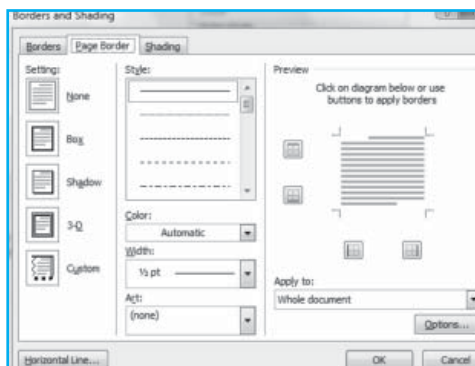 Borders and Shading
Borders Page Border Shading
Setting:
None
Box
Shadow
3-D
Custom
Style:
Color:
Automatic
Width:
½ pt
Art:
(none)
Preview
Click on diagram below or use
buttons to apply borders
Apply to:
Whole document
Options...
Horizontal Line...
OK Cancel